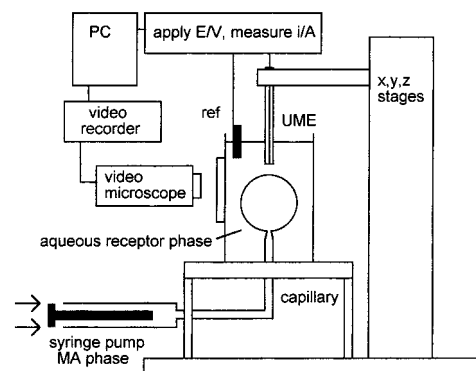 PC
apply E/V, measure i/A
x,y,z
stages
video
recorder
ref
UME
video
microscope
aqueous receptor phase
capillary
syringe pump
MA phase